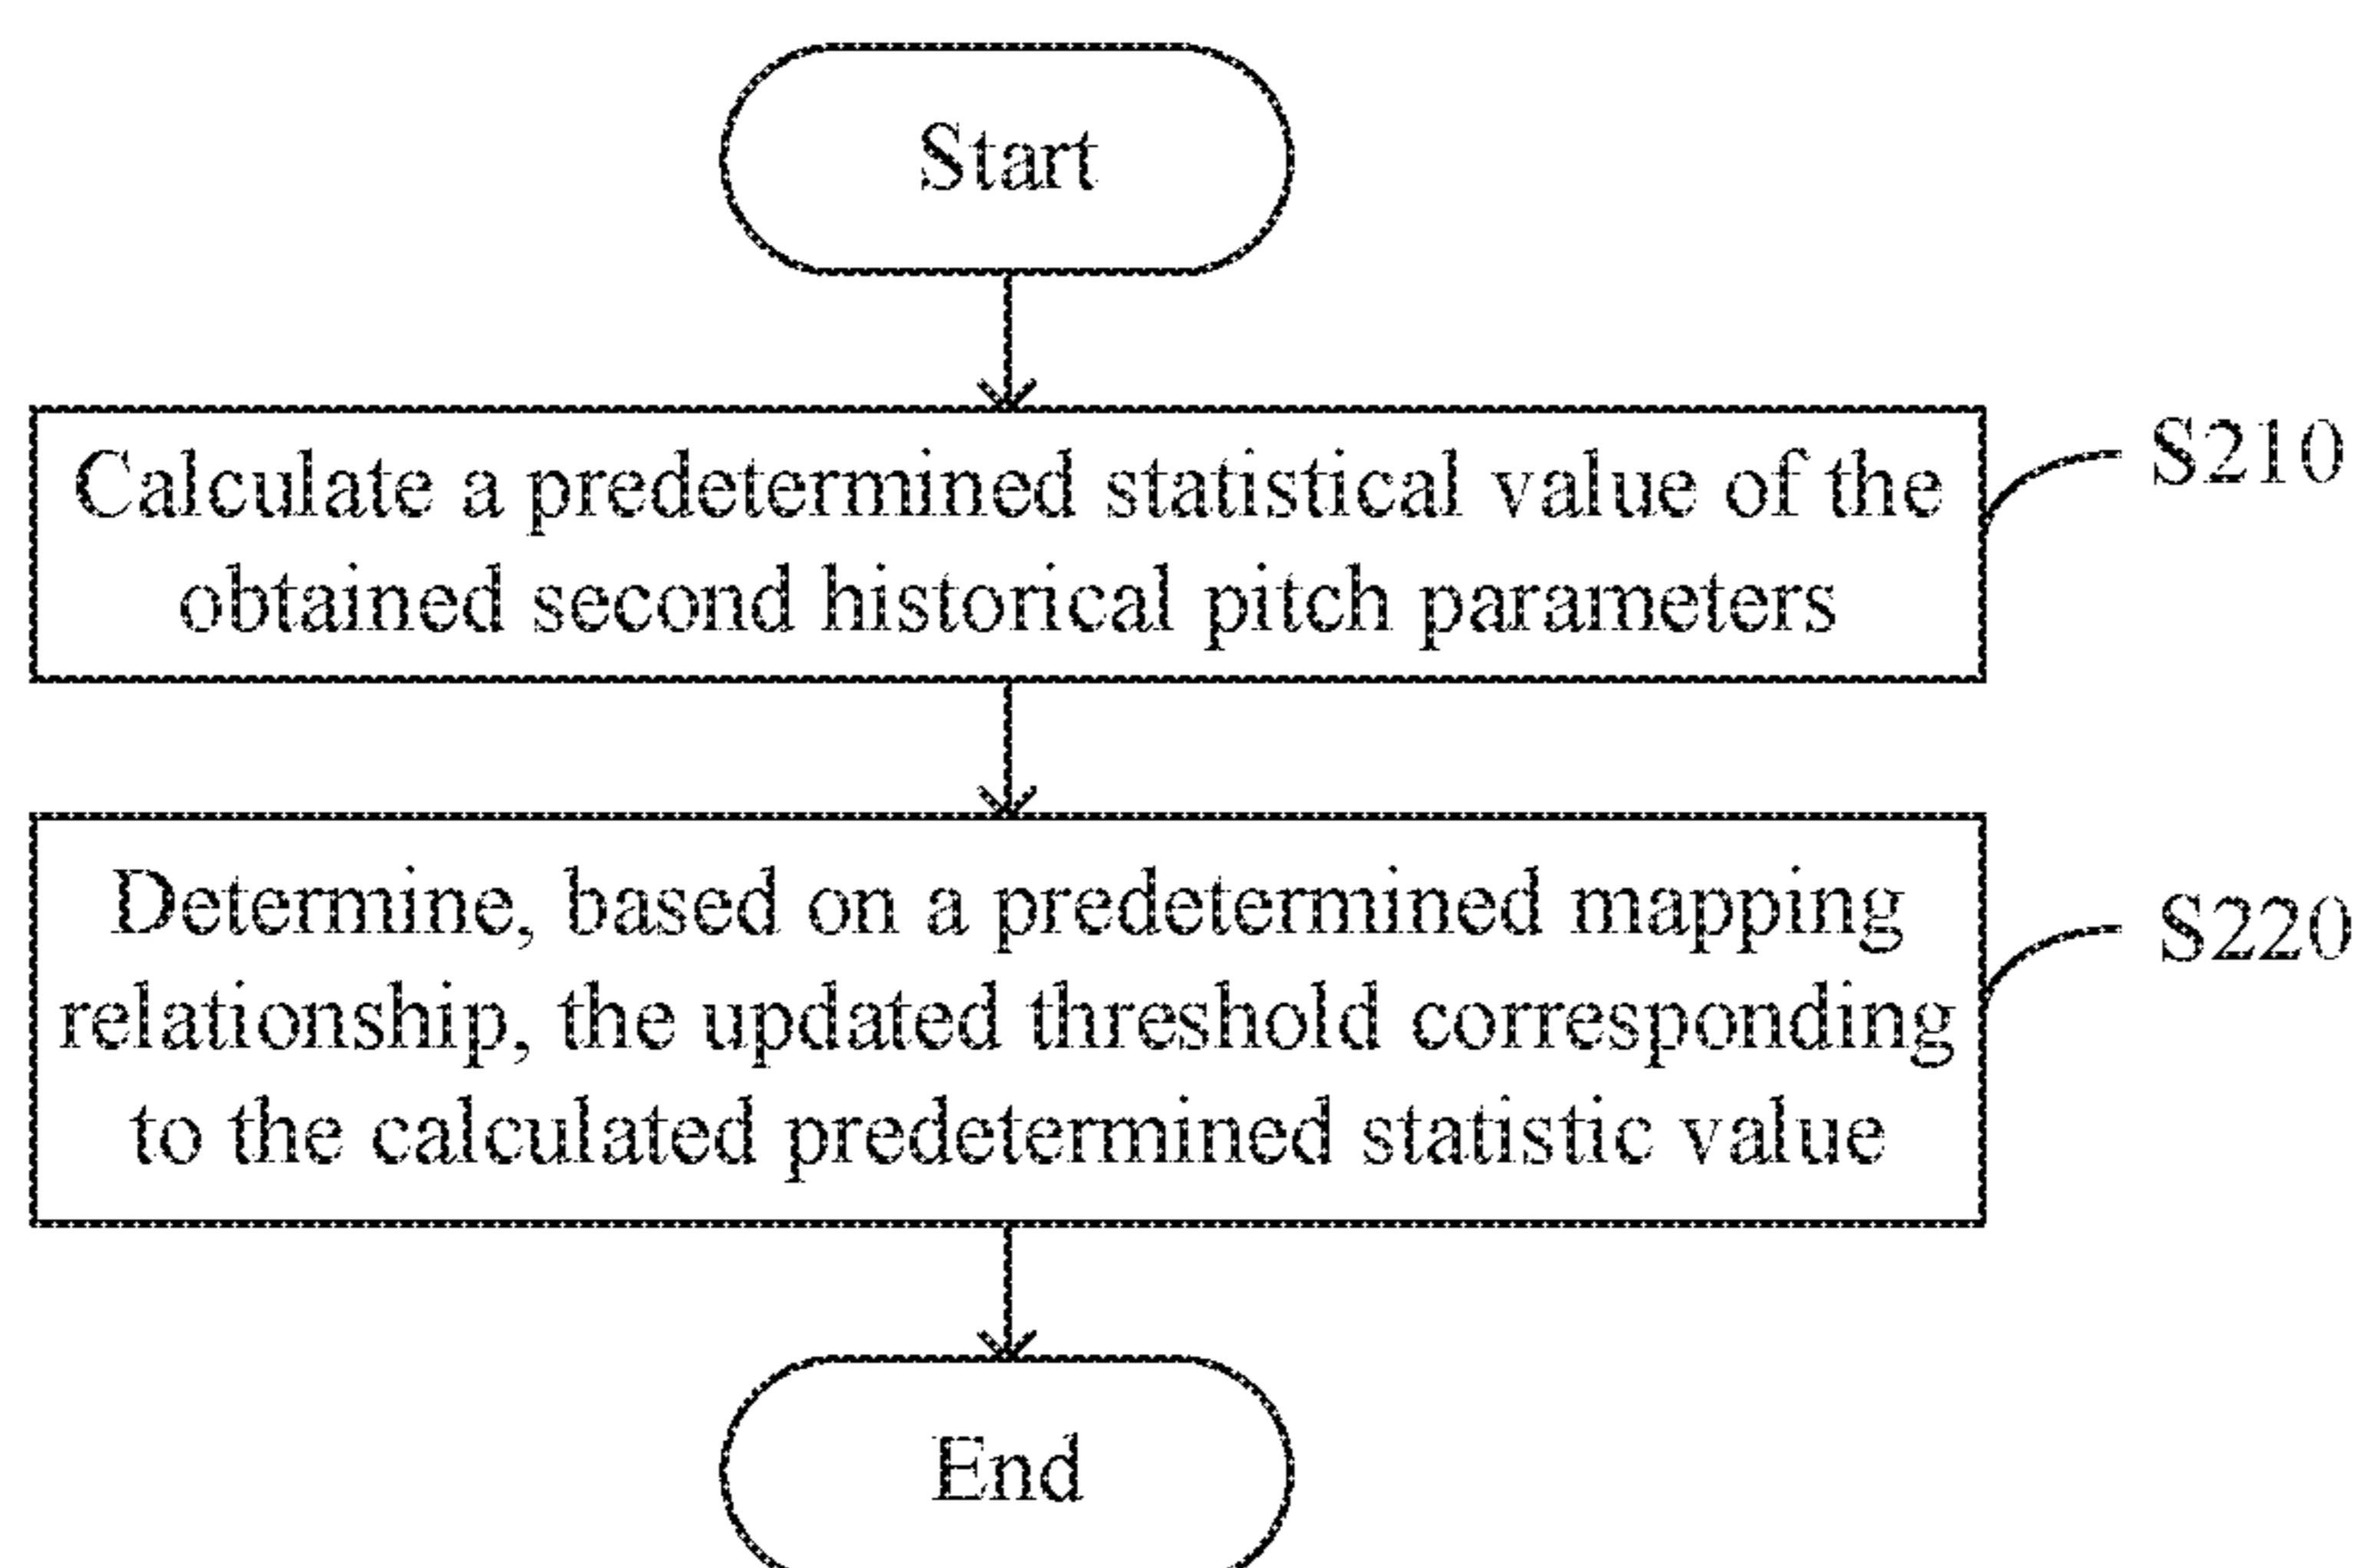 Start
Calculate a predetermined statistical value of the
obtained second historical pitch parameters
S210
Determine, based on a predetermined mapping
relationship, the updated threshold corresponding
to the calculated predetermined statistic value
S220
End